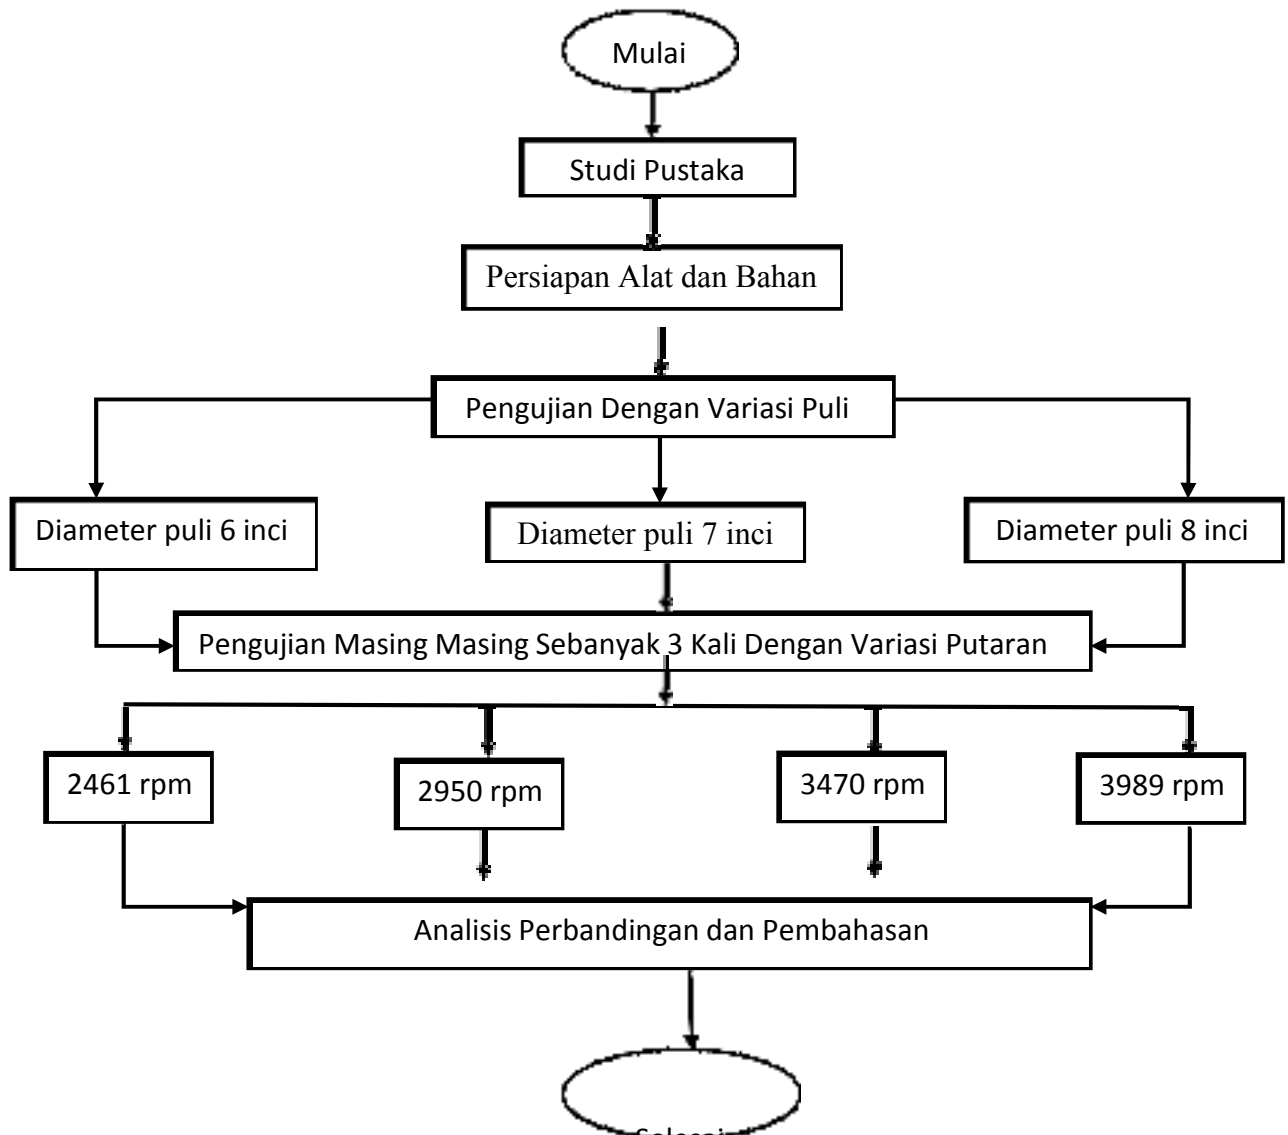 Mulai
Studi Pustaka
Persiapan Alat dan Bahan
Pengujian Dengan Variasi Puli
Diameter puli 6 inci
Diameter puli 7 inci
Diameter puli 8 inci
Pengujian Masing Masing Sebanyak 3 Kali Dengan Variasi Putaran
2461 rpm
2950 rpm
3470 rpm
3989 rpm
Analisis Perbandingan dan Pembahasan